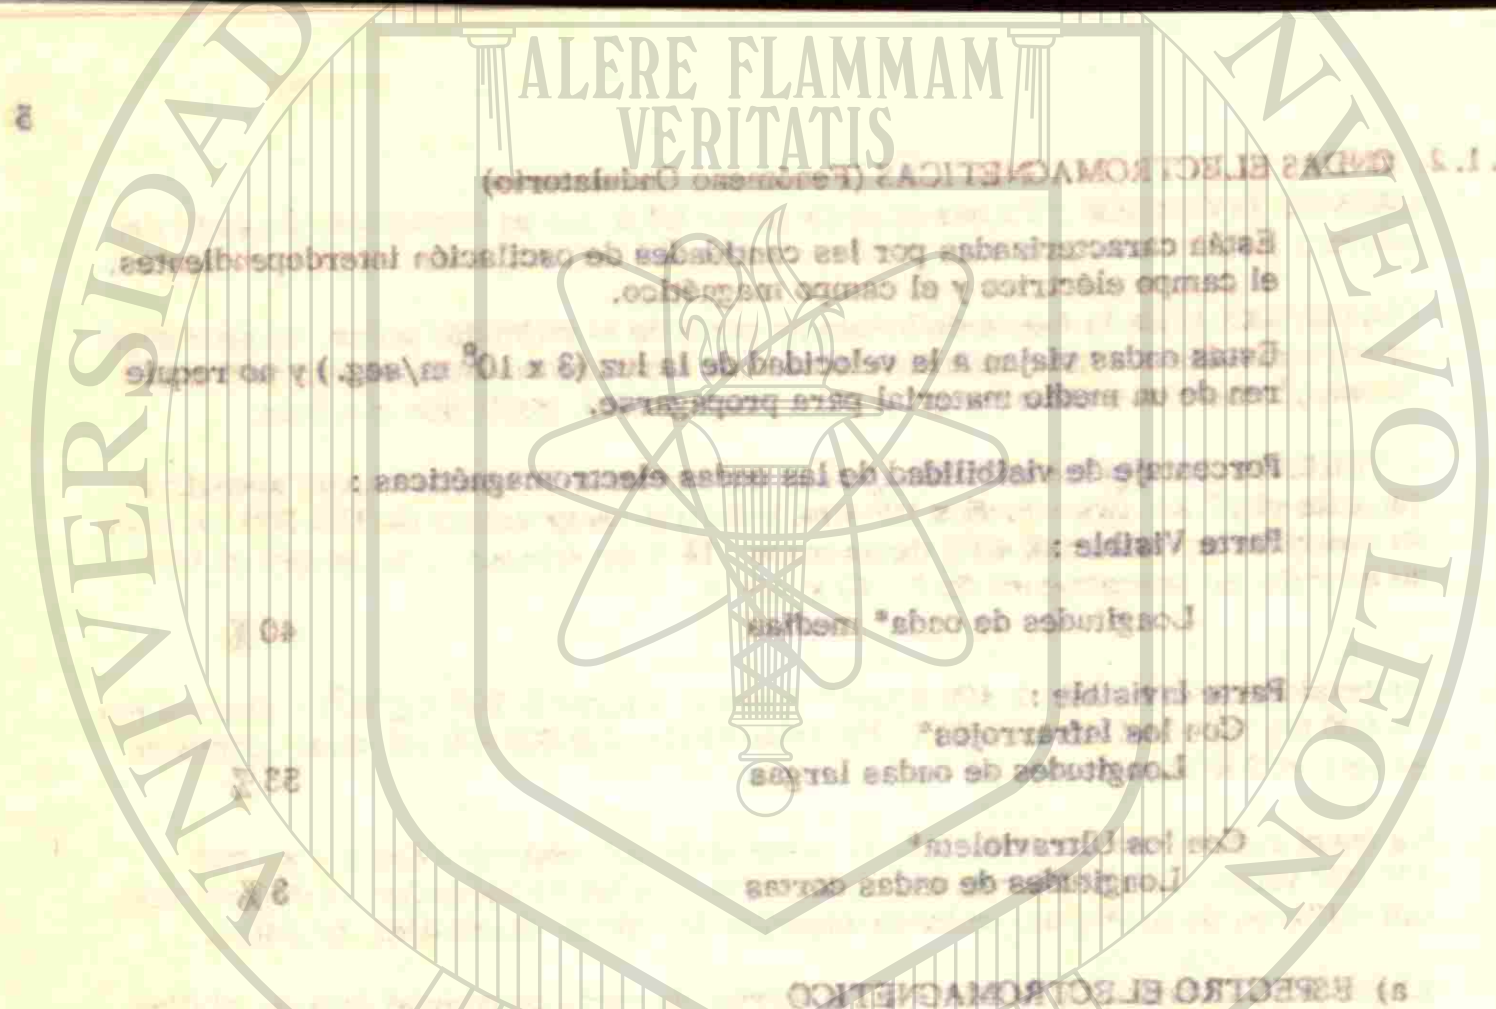 ALERE FLAMMAM
VERITATIS
UNIVERSIDAD
NUEVO LEON
5
.1.2. ONDAS ELECTROMAGNETICAS (Fenómeno Ondulatorio)
Están caracterizadas por las cantidades de oscilación interdependientes,
el campo eléctrico y el campo magnético.
Estas ondas viajan a la velocidad de la luz (3 x 10⁸ m/seg.) y no requie
ren de un medio material para propagarse.
Porcentaje de visibilidad de las ondas electromagnéticas :
Parte Visible :
Longitudes de onda* medias 40 %
Parte Invisible :
Con los Infrarrojos*
Longitudes de ondas largas %
Con los Ultravioleta*
Longitudes de ondas cortas %
a) ESPECTRO ELECTROMAGNETICO